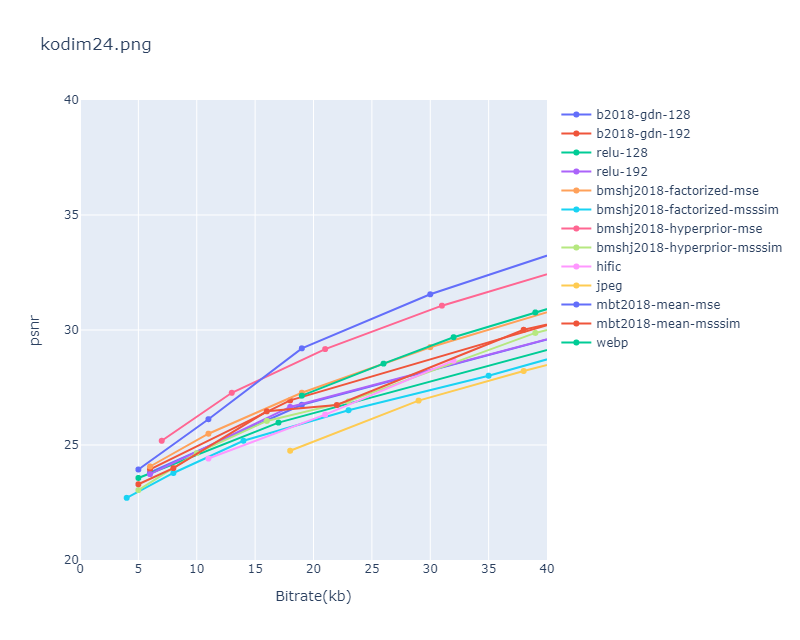 kodim24.png
40
35
30
25
20
psnr
0 5 10 15 20 25 30 35 40
Bitrate(kb)
b2018-gdn-128
b2018-gdn-192
relu-128
relu-192
bmshj2018-factorized-mse
bmshj2018-factorized-msssim
bmshj2018-hyperprior-mse
bmshj2018-hyperprior-msssim
hific
jpeg
mbt2018-mean-mse
mbt2018-mean-msssim
webp